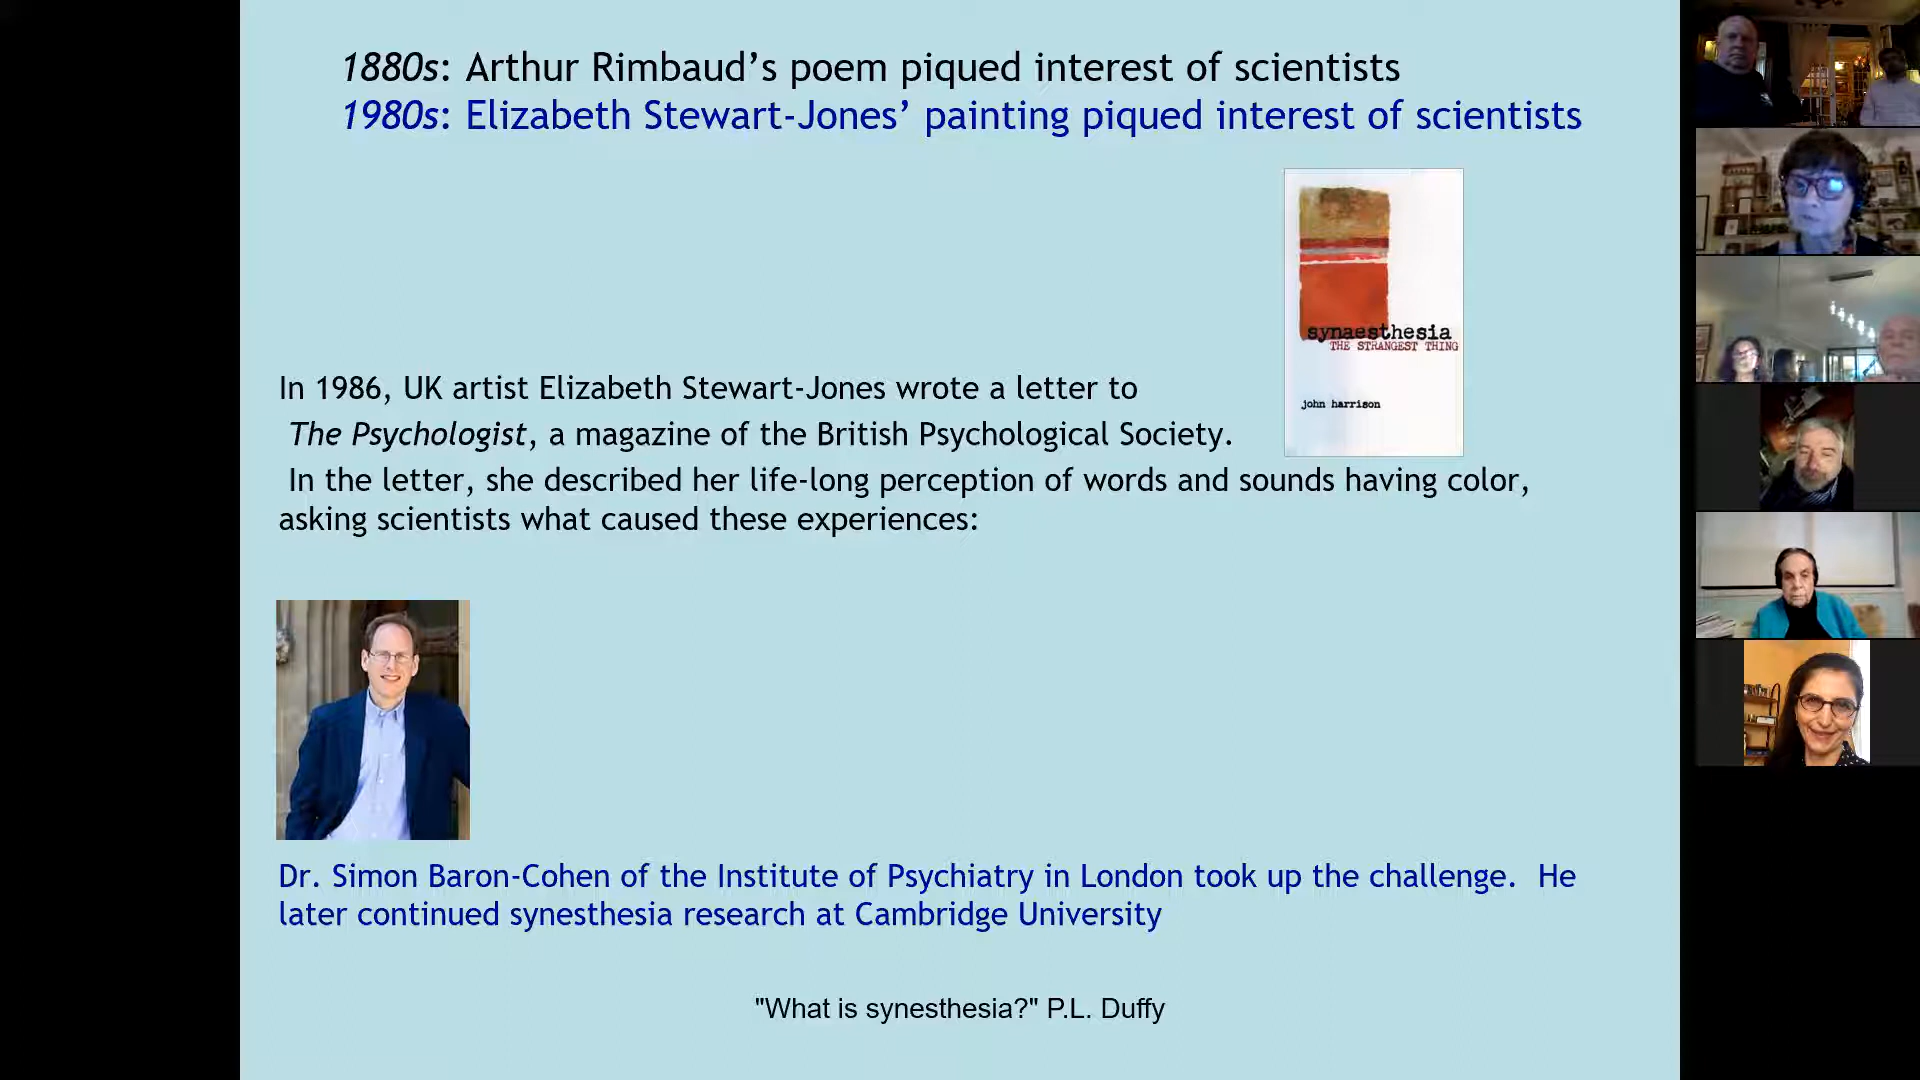 1880s: Arthur Rimbaud’s poem piqued interest of scientists
1980s: Elizabeth Stewart-Jones’ painting piqued interest of scientists
synaesthesia
THE STRANGEST THING
john harrison
In 1986, UK artist Elizabeth Stewart-Jones wrote a letter to
The Psychologist, a magazine of the British Psychological Society.
In the letter, she described her life-long perception of words and sounds having color,
asking scientists what caused these experiences:
Dr. Simon Baron-Cohen of the Institute of Psychiatry in London took up the challenge. He
later continued synesthesia research at Cambridge University
"What is synesthesia?" P.L. Duffy